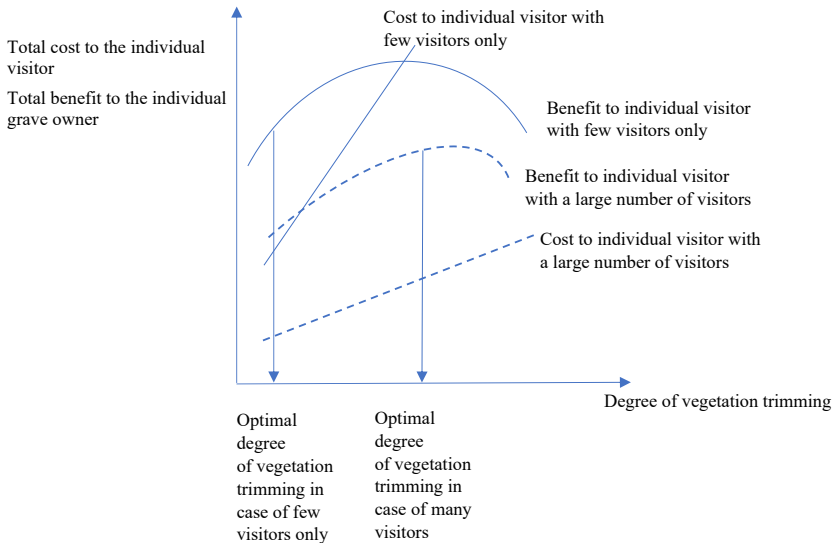 Cost to individual visitor with
few visitors only
Total cost to the individual
visitor
Total benefit to the individual
grave owner
Benefit to individual visitor
with few visitors only
Benefit to individual visitor
with a large number of visitors
Cost to individual visitor with
a large number of visitors
Degree of vegetation trimming
Optimal
degree
of vegetation
trimming in
case of few
visitors only
Optimal
degree
of vegetation
trimming in
case of many
visitors